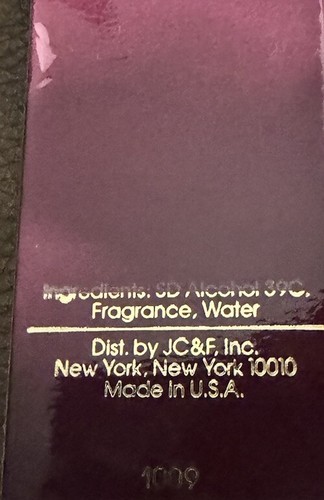 Ingredients: SD Alcohol 39C,
Fragrance, Water
Dist. by JC&F, Inc.
New York, New York 10010
Made in U.S.A.
1009